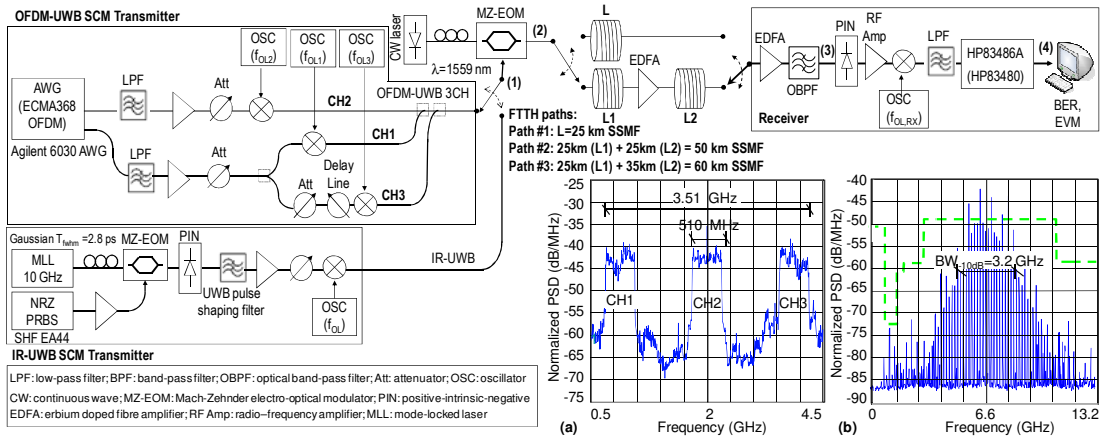 OFDM-UWB SCM Transmitter
AWG
(ECMA368
OFDM)
Agilent 6030 AWG
LPF
Att
OSC
(fOL2)
OSC
(fOL1)
OSC
(fOL3)
CH2
LPF
Att
CH1
Delay
Line
Att
CH3
OFDM-UWB 3CH
CW laser
λ=1559 nm
MZ-EOM
(2)
(1)
L
EDFA
L1
L2
FTTH paths:
Path #1: L=25 km SSMF
Path #2: 25km (L1) + 25km (L2) = 50 km SSMF
Path #3: 25km (L1) + 35km (L2) = 60 km SSMF
EDFA
OBPF
(3)
PIN
RF
Amp
OSC
(fOL,RX)
LPF
HP83486A
(HP83480)
(4)
BER,
EVM
Receiver
Gaussian Tfwhm =2.8 ps
MLL
10 GHz
MZ-EOM
PIN
NRZ
PRBS
SHF EA44
UWB pulse
shaping filter
OSC
(fOL)
IR-UWB
IR-UWB SCM Transmitter
LPF: low-pass filter; BPF: band-pass filter; OBPF: optical band-pass filter; Att: attenuator; OSC: oscillator
CW: continuous wave; MZ-EOM: Mach-Zehnder electro-optical modulator; PIN: positive-intrinsic-negative
EDFA: erbium doped fibre amplifier; RF Amp: radio–frequency amplifier; MLL: mode-locked laser
Normalized PSD (dB/MHz)
-25
-30
-35
-40
-45
-50
-55
-60
-65
-70
-75
3.51 GHz
510 MHz
CH1
CH2
CH3
0.5
2
4.5
(a)
Frequency (GHz)
Normalized PSD (dB/MHz)
-40
-45
-50
-55
-60
-65
-70
-75
-80
-85
-90
BW-10dB=3.2 GHz
0
6.6
13.2
(b)
Frequency (GHz)